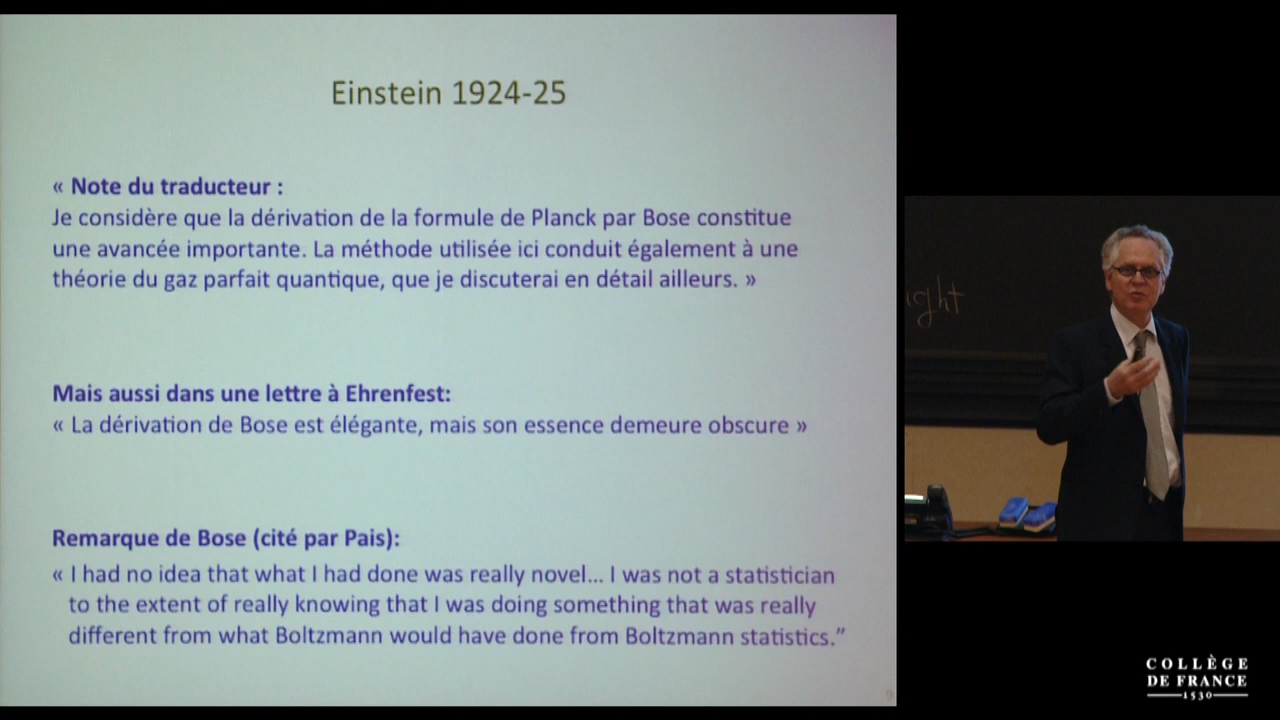 Einstein 1924-25
« Note du traducteur :
Je considère que la dérivation de la formule de Planck par Bose constitue
une avancée importante. La méthode utilisée ici conduit également à une
théorie du gaz parfait quantique, que je discuterai en détail ailleurs. »
Mais aussi dans une lettre à Ehrenfest:
« La dérivation de Bose est élégante, mais son essence demeure obscure »
Remarque de Bose (cité par Pais):
« I had no idea that what I had done was really novel... I was not a statistician
to the extent of really knowing that I was doing something that was really
different from what Boltzmann would have done from Boltzmann statistics.”
9
ight
COLLÈGE
DE FRANCE
1530